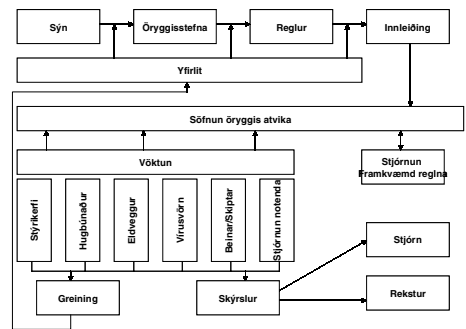 Sýn
Öryggisstefna
Reglur
Innleiðing
Yfirlit
Söfnun öryggis atvika
Vöktun
Stjórnun
Framkvæmd reglna
Stýrikerfi
Hugbúnaður
Eldveggur
Vírusvörn
Beinar/Skiptar
Stjórnun notenda
Stjórn
Greining
Skýrslur
Rekstur